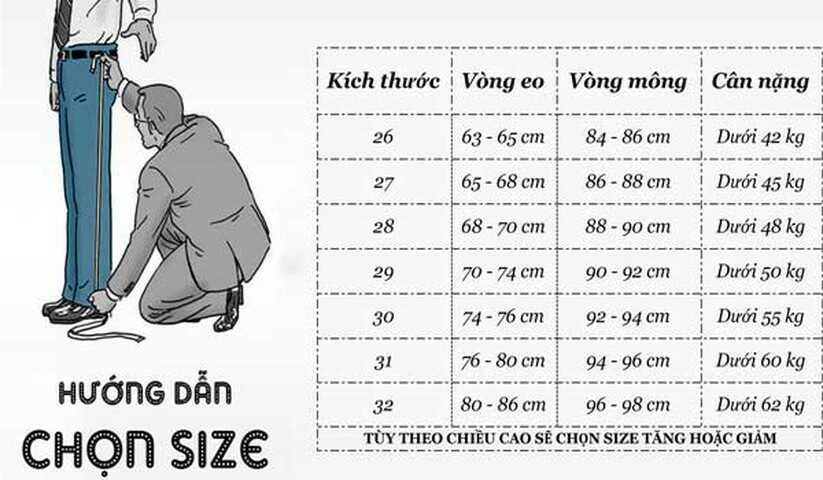 Kích thước Vòng eo Vòng mông Cân nặng
26 63 - 65 cm 84 - 86 cm Dưới 42 kg
27 65 - 68 cm 86 - 88 cm Dưới 45 kg
28 68 - 70 cm 88 - 90 cm Dưới 48 kg
29 70 - 74 cm 90 - 92 cm Dưới 50 kg
30 74 - 76 cm 92 - 94 cm Dưới 55 kg
31 76 - 80 cm 94 - 96 cm Dưới 60 kg
32 80 - 86 cm 96 - 98 cm Dưới 62 kg
TÙY THEO CHIỀU CAO SẼ CHỌN SIZE TĂNG HOẶC GIẢM
HƯỚNG DẪN
CHỌN SIZE